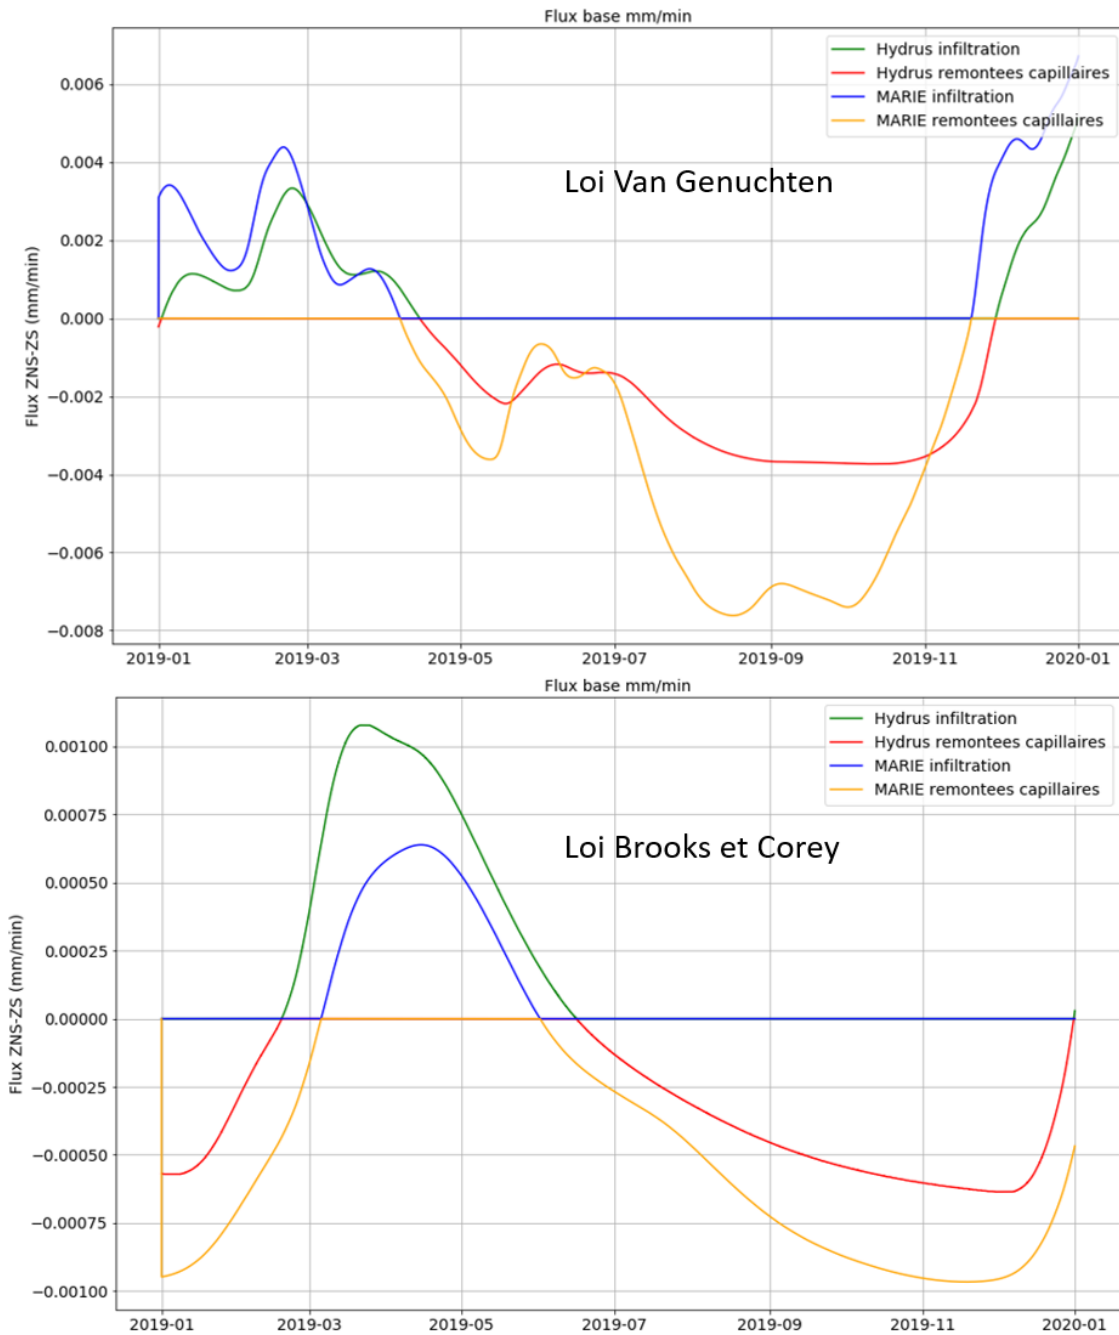 Flux base mm/min
Hydrus infiltration
Hydrus remontees capillaires
MARIE infiltration
MARIE remontees capillaires
Loi Van Genuchten
Flux ZNS-ZS (mm/min)
0.006
0.004
0.002
0.000
−0.002
−0.004
−0.006
−0.008
2019-01 2019-03 2019-05 2019-07 2019-09 2019-11 2020-01
Flux base mm/min
Hydrus infiltration
Hydrus remontees capillaires
MARIE infiltration
MARIE remontees capillaires
Loi Brooks et Corey
Flux ZNS-ZS (mm/min)
0.00100
0.00075
0.00050
0.00025
0.00000
−0.00025
−0.00050
−0.00075
−0.00100
2019-01 2019-03 2019-05 2019-07 2019-09 2019-11 2020-01